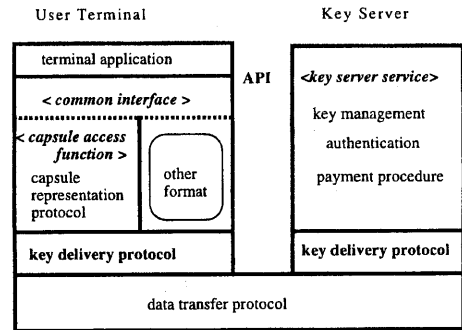 User Terminal
Key Server
terminal application
< common interface >
API
<key server service>
key management
authentication
payment procedure
< capsule access
function >
capsule
representation
protocol
other
format
key delivery protocol
key delivery protocol
data transfer protocol